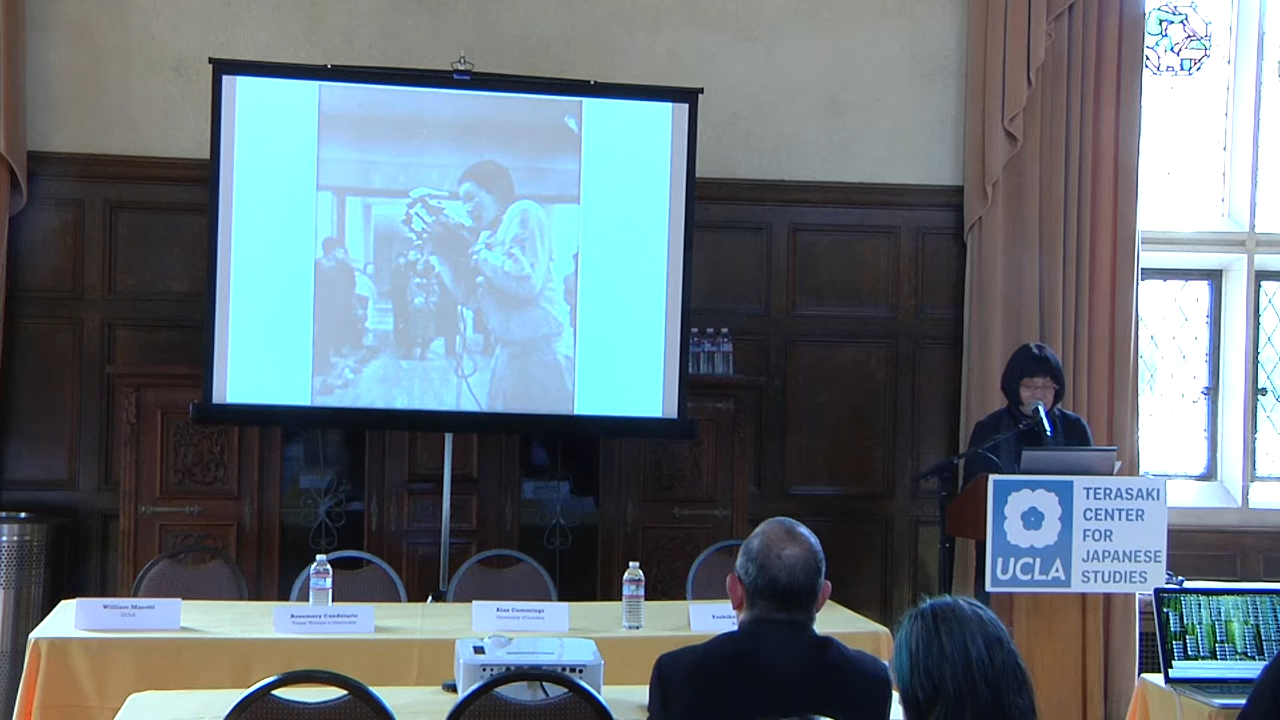 William Marotti
UCLA
Rosemary Candelario
Texas Woman's University
Alan Cummings
University of London
TERASAKI
CENTER
FOR
JAPANESE
STUDIES
UCLA